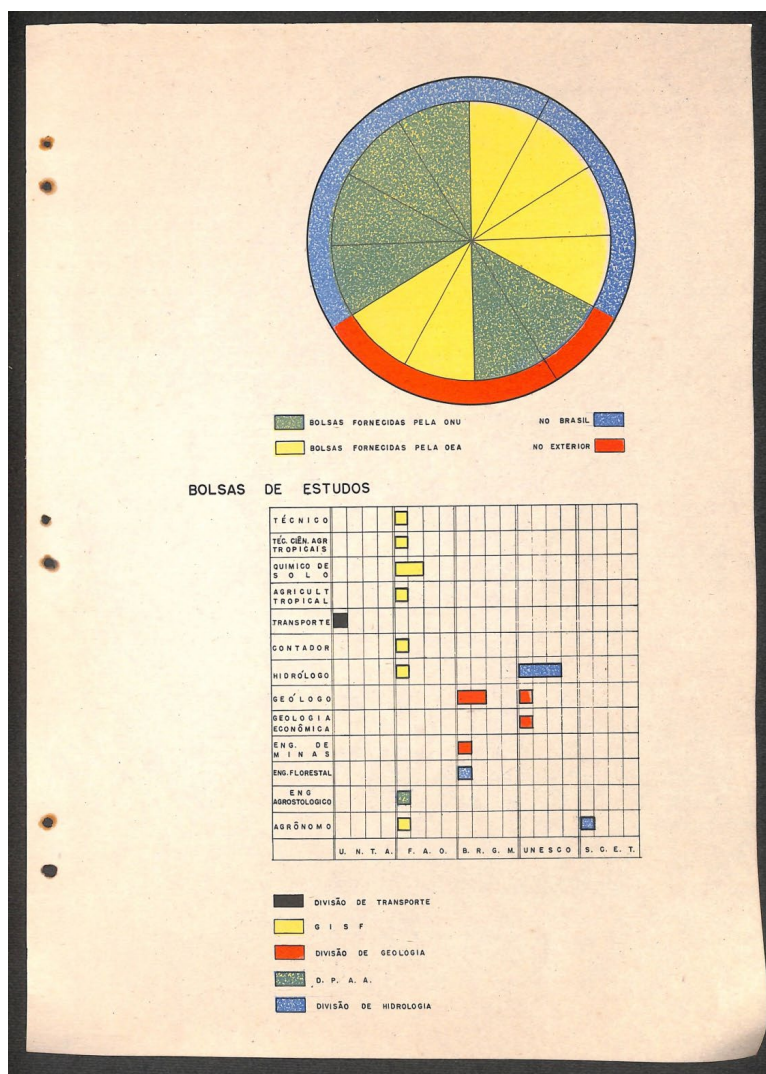 BOLSAS FORNECIDAS PELA ONU
NO BRASIL
BOLSAS FORNECIDAS PELA OEA
NO EXTERIOR
BOLSAS DE ESTUDOS
TÉCNICO
TÉC. CIÊN. AGR
TROPICAIS
QUIMICO DE
SOLO
AGRICULT
TROPICAL
TRANSPORTE
CONTADOR
HIDRÓLOGO
GEÓLOGO
GEOLOGIA
ECONÔMICA
ENG. DE
MINAS
ENG. FLORESTAL
ENG
AGROSTOLOGICO
AGRÔNOMO
U. N. T. A.
F. A. O.
B. R. G. M.
UNESCO
S. C. E. T.
DIVISÃO DE TRANSPORTE
G I S F
DIVISÃO DE GEOLOGIA
D. P. A. A.
DIVISÃO DE HIDROLOGIA